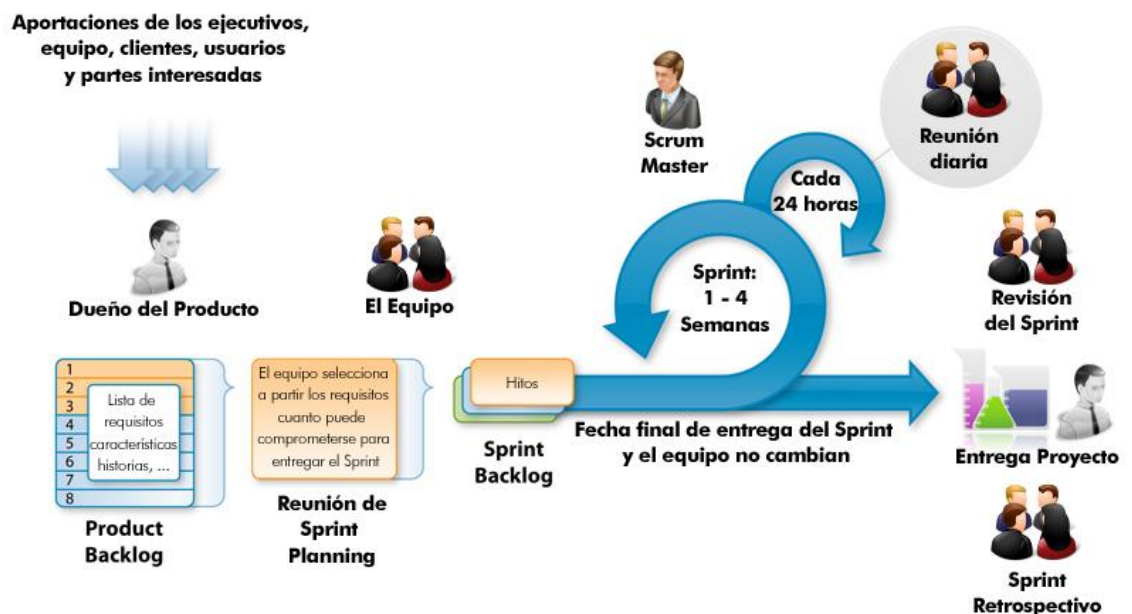 Aportaciones de los ejecutivos,
equipo, clientes, usuarios
y partes interesadas
Dueño del Producto
El Equipo
Scrum
Master
Cada
24 horas
Reunión
diaria
Sprint:
1 - 4
Semanas
Revisión
del Sprint
1
2
3
4
5
6
7
8
Lista de
requisitos
características
historias, ...
Product
Backlog
El equipo selecciona
a partir los requisitos
cuanto puede
comprometerse para
entregar el Sprint
Reunión de
Sprint
Planning
Hitos
Sprint
Backlog
Fecha final de entrega del Sprint
y el equipo no cambian
Entrega Proyecto
Sprint
Retrospectivo